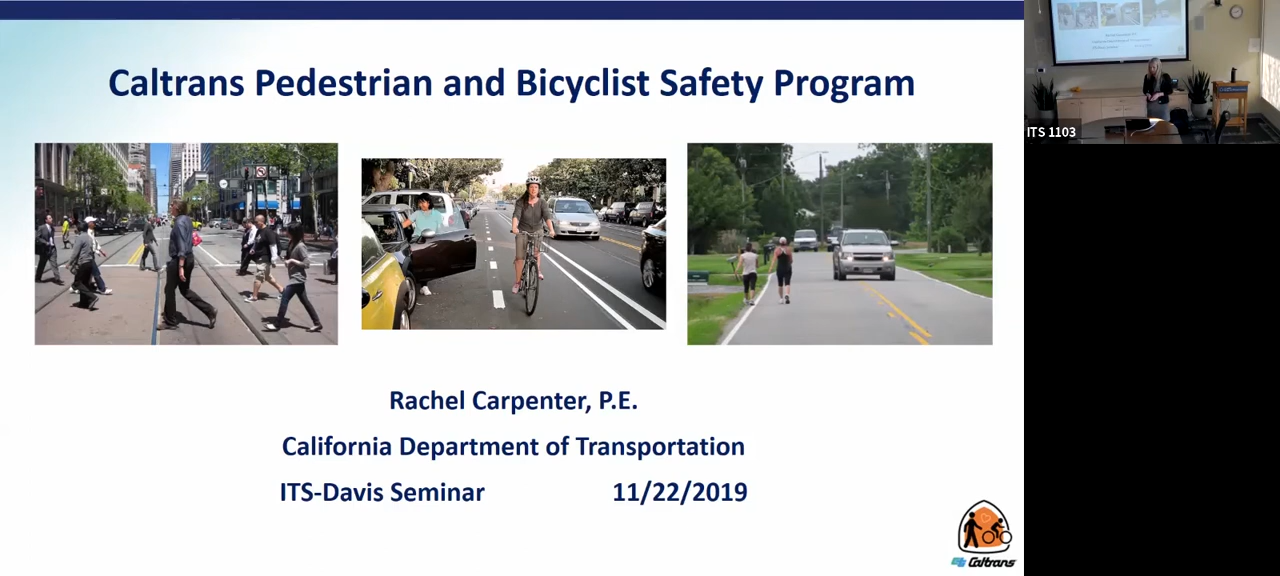 Caltrans Pedestrian and Bicyclist Safety Program
Rachel Carpenter, P.E.
California Department of Transportation
ITS-Davis Seminar 11/22/2019
Caltrans
ITS 1103